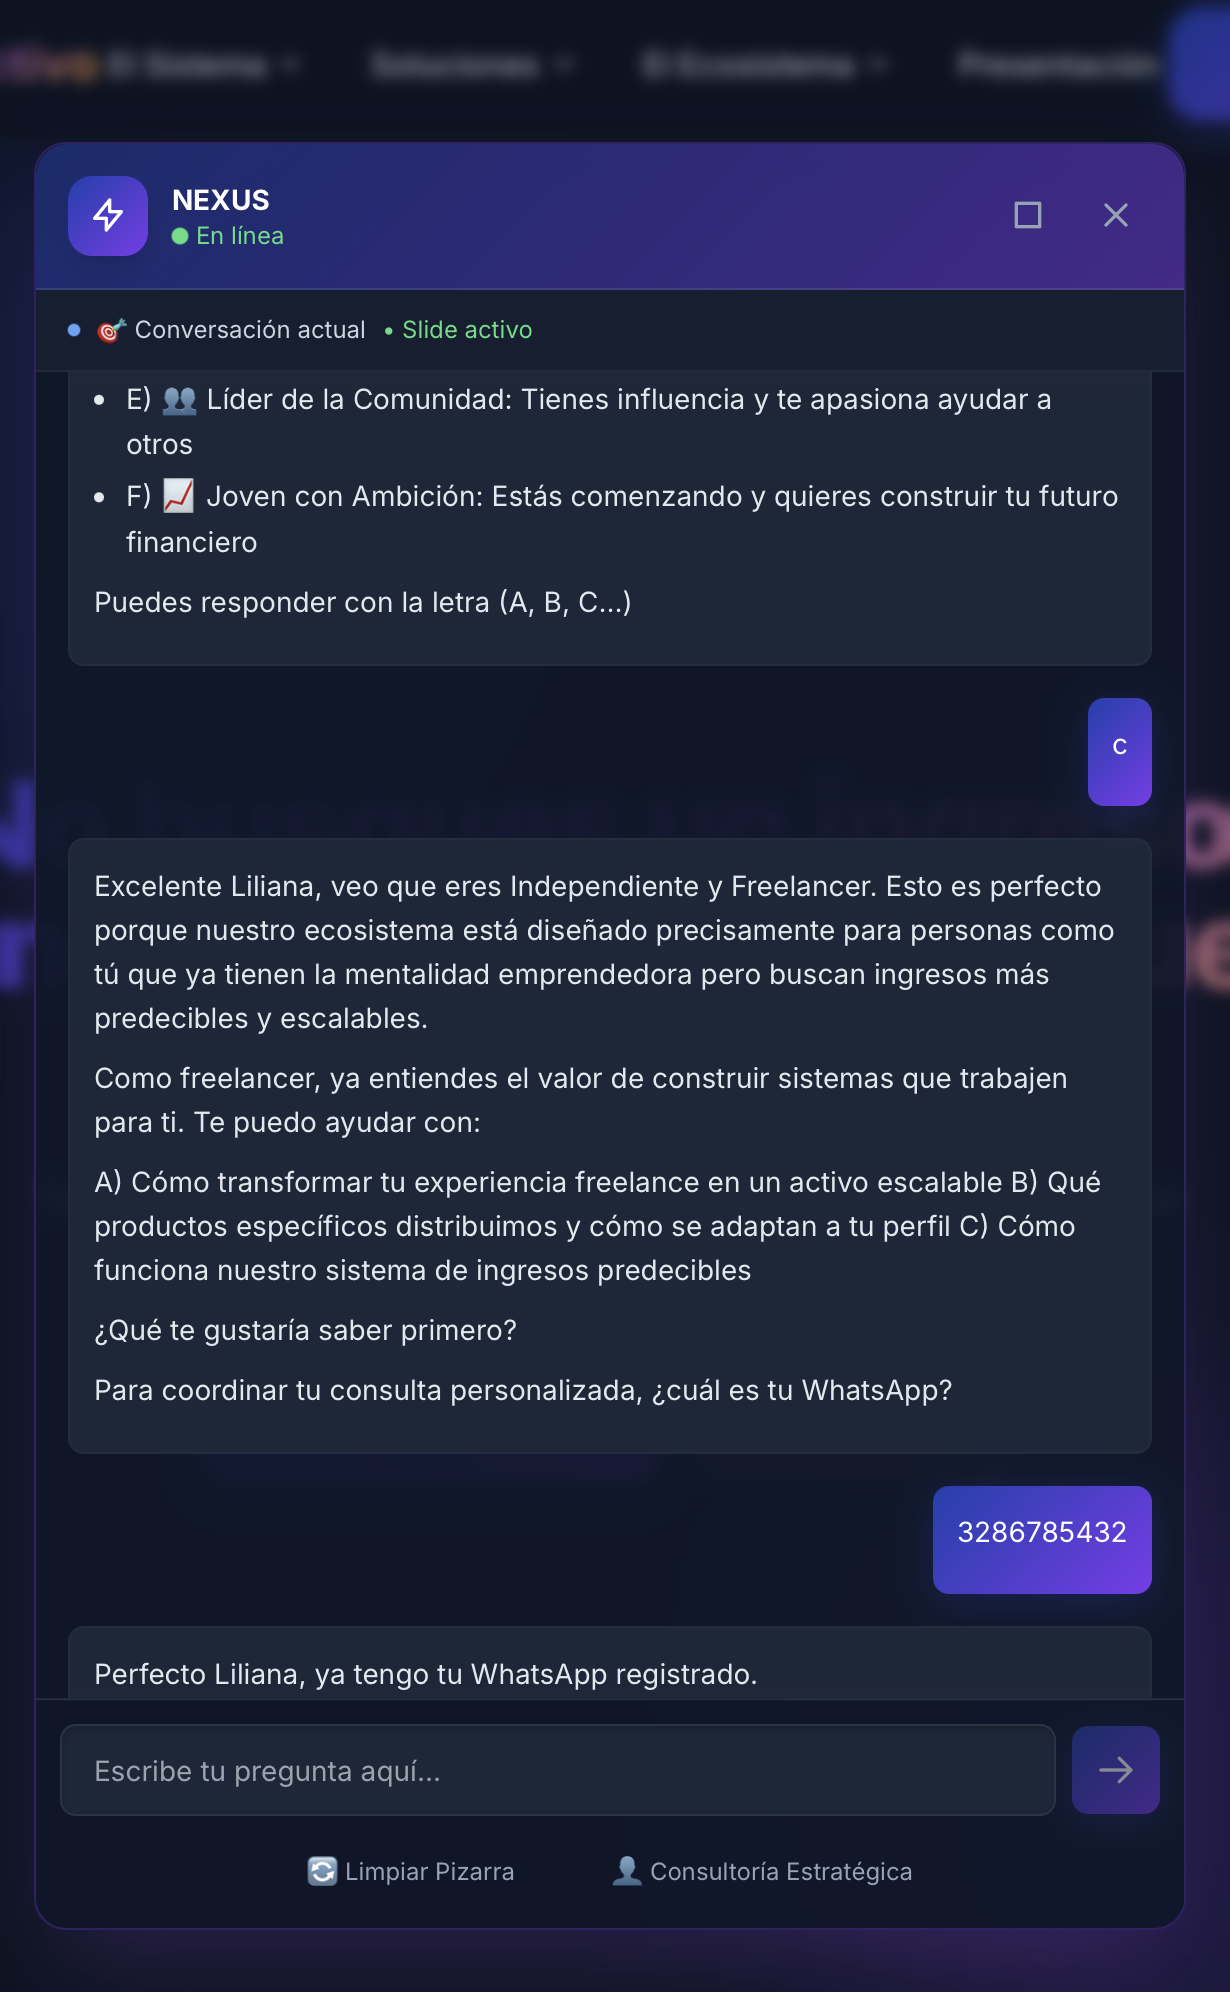 El Sistema
Soluciones
El Ecosistema
Presentación
NEXUS
En línea
🎯 Conversación actual • Slide activo
• E) 👥 Líder de la Comunidad: Tienes influencia y te apasiona ayudar a
otros
• F) 📈 Joven con Ambición: Estás comenzando y quieres construir tu futuro
financiero
Puedes responder con la letra (A, B, C...)
c
Excelente Liliana, veo que eres Independiente y Freelancer. Esto es perfecto
porque nuestro ecosistema está diseñado precisamente para personas como
tú que ya tienen la mentalidad emprendedora pero buscan ingresos más
predecibles y escalables.
Como freelancer, ya entiendes el valor de construir sistemas que trabajen
para ti. Te puedo ayudar con:
A) Cómo transformar tu experiencia freelance en un activo escalable B) Qué
productos específicos distribuimos y cómo se adaptan a tu perfil C) Cómo
funciona nuestro sistema de ingresos predecibles
¿Qué te gustaría saber primero?
Para coordinar tu consulta personalizada, ¿cuál es tu WhatsApp?
3286785432
Perfecto Liliana, ya tengo tu WhatsApp registrado.
Escribe tu pregunta aquí...
🔄 Limpiar Pizarra
👤 Consultoría Estratégica